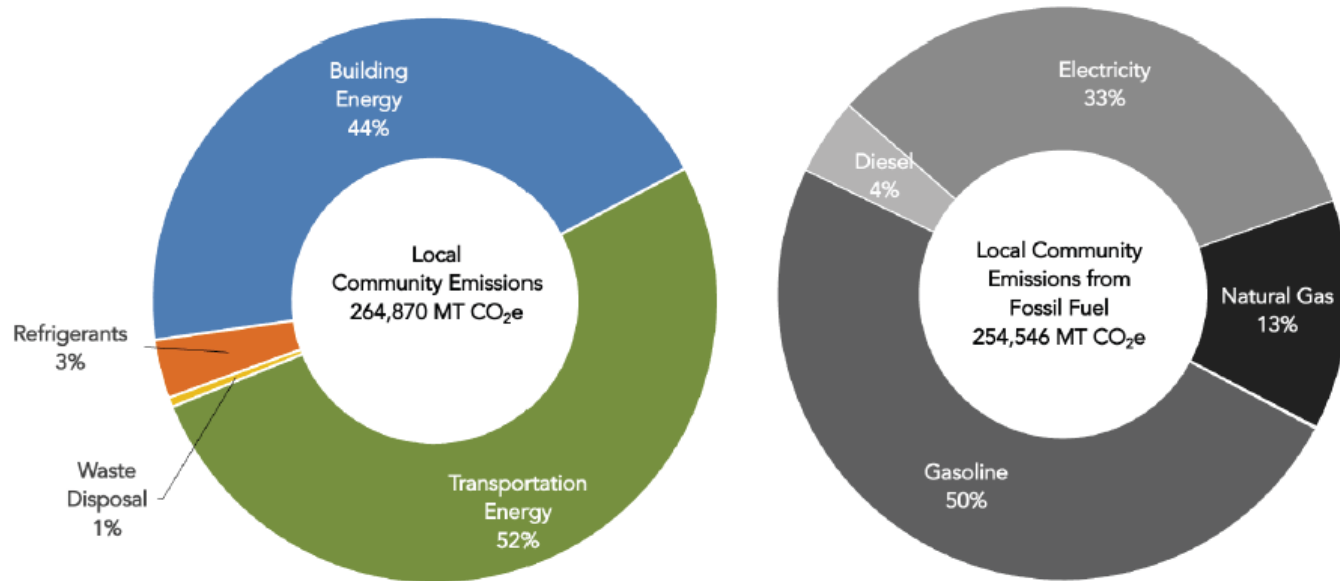 Building
Energy
44%
Local
Community Emissions
264,870 MT CO₂e
Refrigerants
3%
Waste
Disposal
1%
Transportation
Energy
52%
Electricity
33%
Diesel
4%
Local Community
Emissions from
Fossil Fuel
254,546 MT CO₂e
Natural Gas
13%
Gasoline
50%